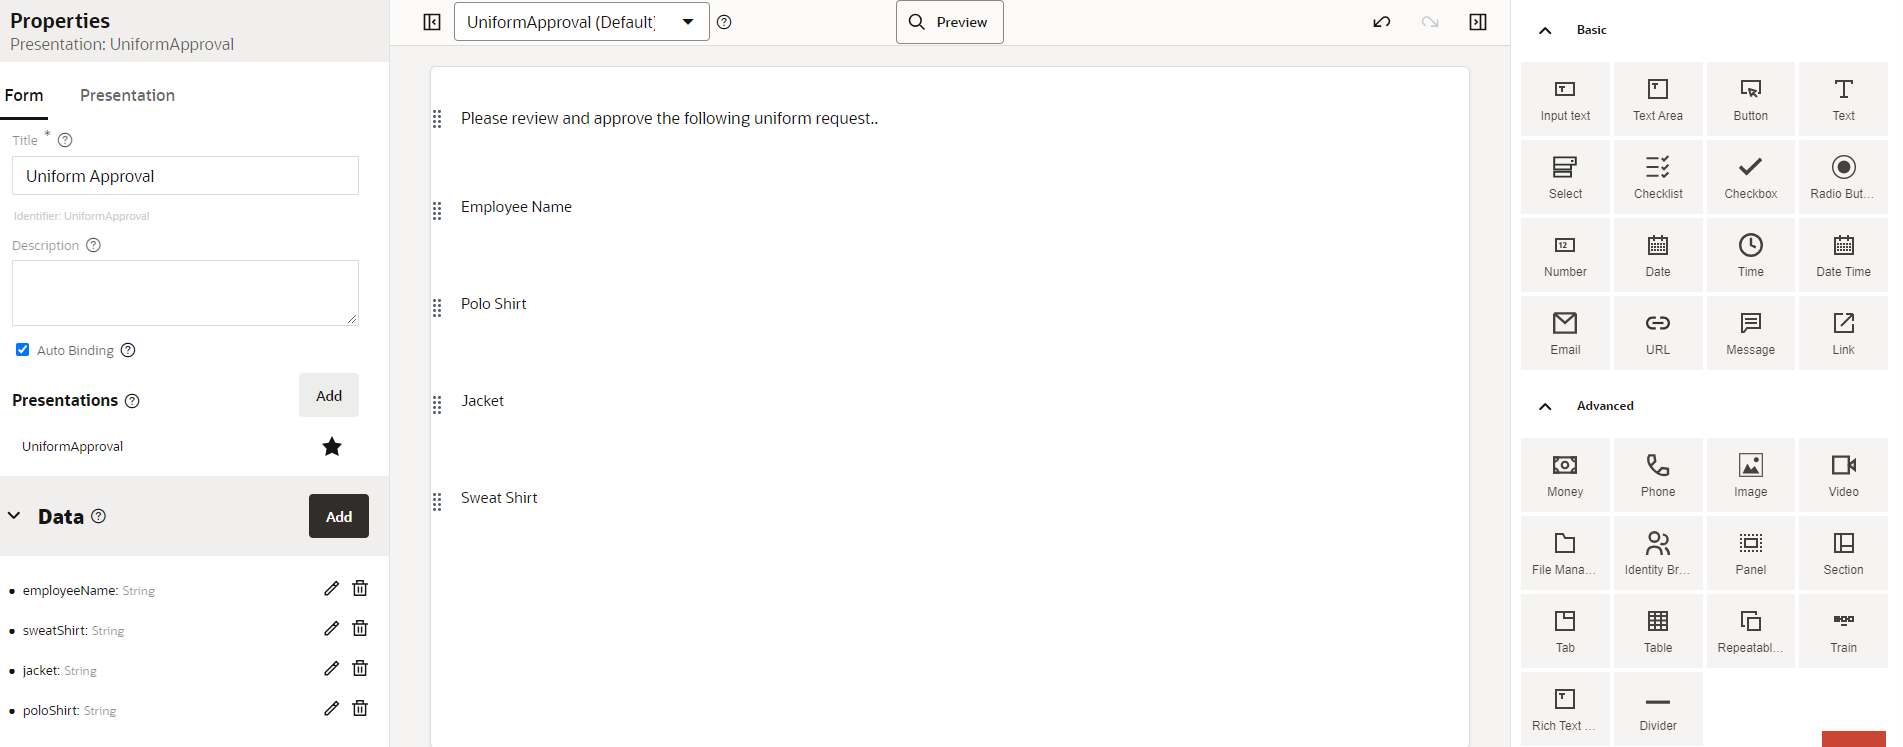 Properties
Presentation: UniformApproval
Form Presentation
Title *
Uniform Approval
Identifier: UniformApproval
Description
Auto Binding
Presentations Add
UniformApproval
Data Add
employeeName: String
sweatShirt: String
jacket: String
poloShirt: String
UniformApproval (Default)
Preview
Please review and approve the following uniform request..
Employee Name
Polo Shirt
Jacket
Sweat Shirt
Basic
Input text Text Area Button Text
Select Checklist Checkbox Radio But...
12
Number Date Time Date Time
Email URL Message Link
Advanced
Money Phone Image Video
File Mana... Identity Br... Panel Section
Tab Table Repeatabl... Train
Rich Text ... Divider